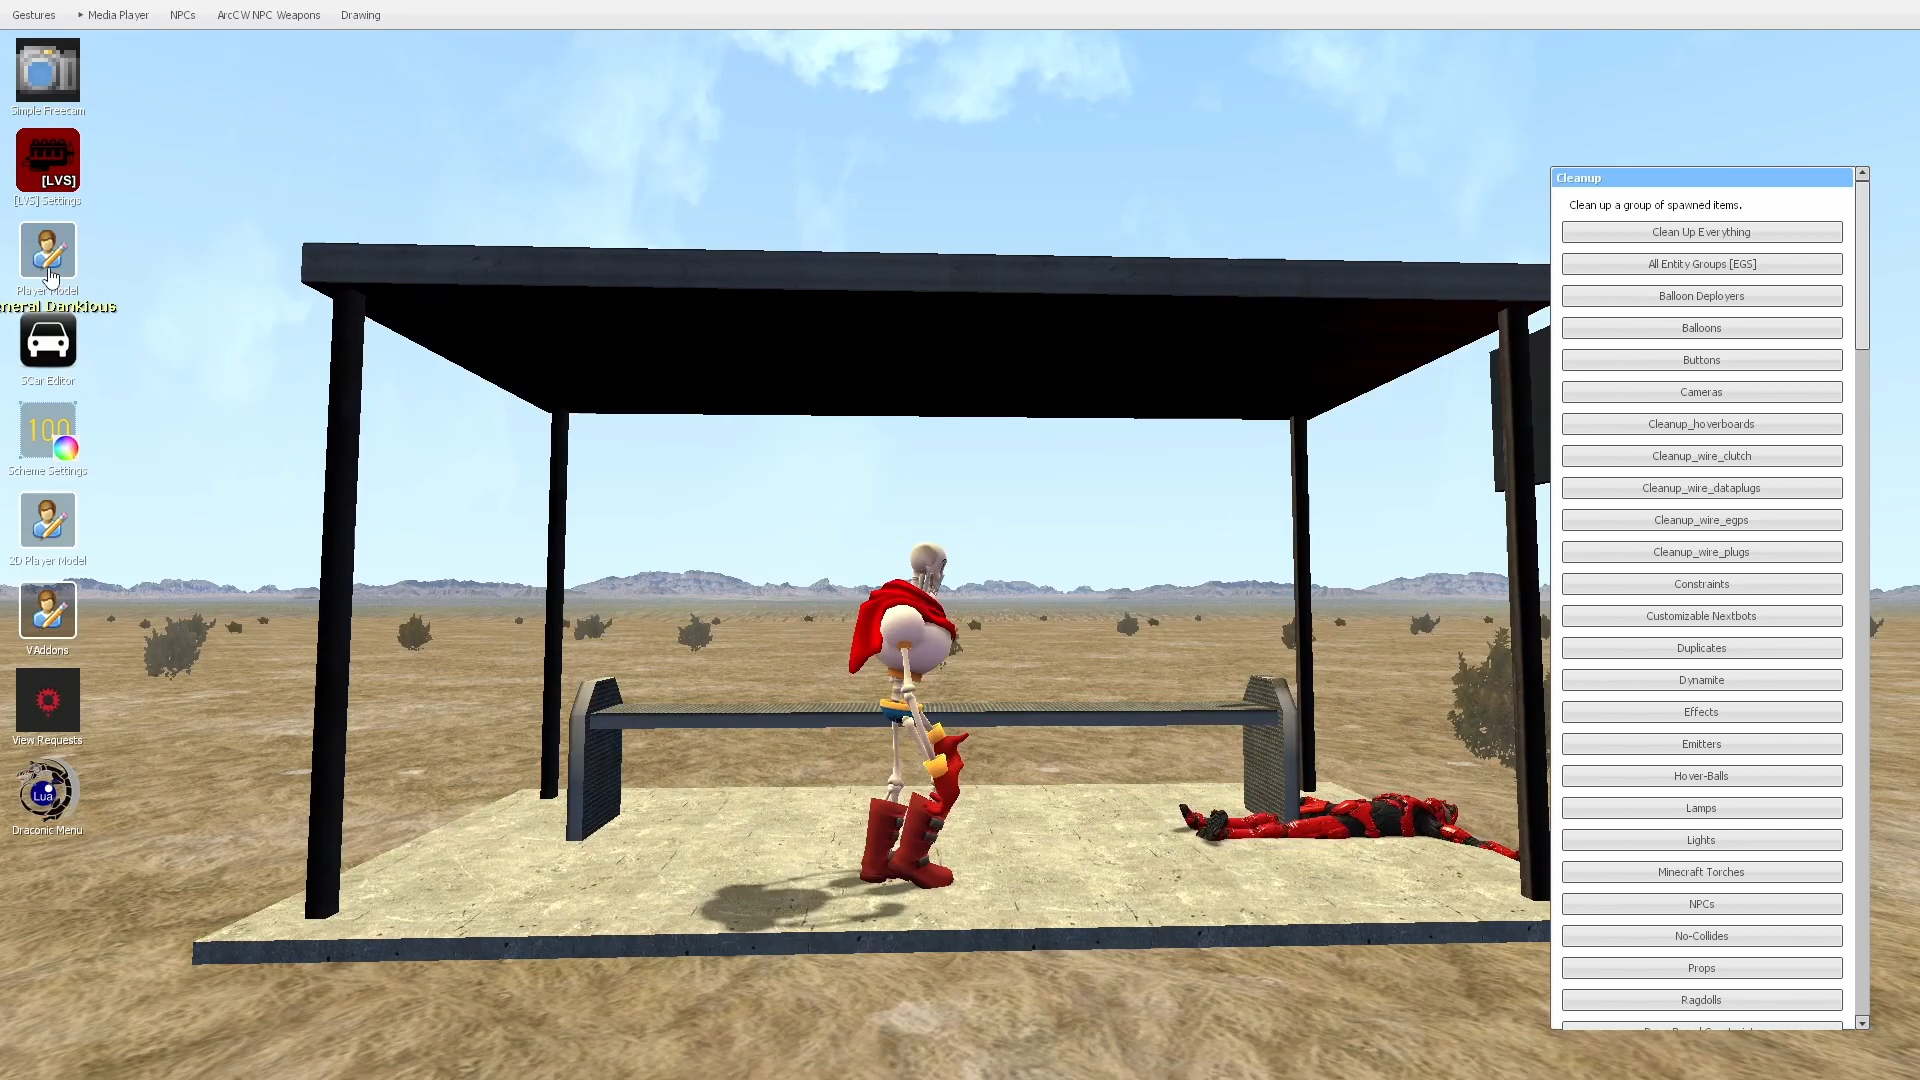 Gestures
Media Player
NPCs
ArcCW NPC Weapons
Drawing
Simple Freecam
[LVS]
[LVS] Settings
Player Model
neral Dankious
SCar Editor
100
Scheme Settings
2D Player Model
VAddons
View Requests
Lua
Draconic Menu
Cleanup
Clean up a group of spawned items.
Clean Up Everything
All Entity Groups [EGS]
Balloon Deployers
Balloons
Buttons
Cameras
Cleanup_hoverboards
Cleanup_wire_clutch
Cleanup_wire_dataplugs
Cleanup_wire_egps
Cleanup_wire_plugs
Constraints
Customizable Nextbots
Duplicates
Dynamite
Effects
Emitters
Hover-Balls
Lamps
Lights
Minecraft Torches
NPCs
No-Collides
Props
Ragdolls